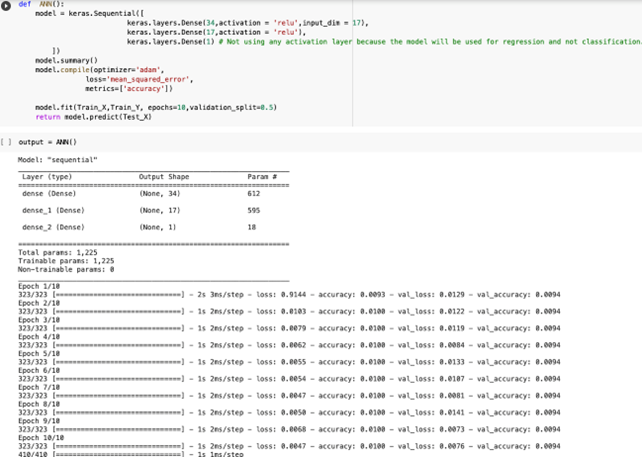 def ANN():
model = keras.Sequential([
keras.layers.Dense(34,activation = 'relu',input_dim = 17),
keras.layers.Dense(17,activation = 'relu'),
keras.layers.Dense(1) # Not using any activation layer because the model will be used for regression and not classification.
])
model.summary()
model.compile(optimizer='adam',
loss='mean_squared_error',
metrics=['accuracy'])
model.fit(Train_X,Train_Y, epochs=10,validation_split=0.5)
return model.predict(Test_X)
[ ] output = ANN()
Model: "sequential"
Layer (type) Output Shape Param #
dense (Dense) (None, 34) 612
dense_1 (Dense) (None, 17) 595
dense_2 (Dense) (None, 1) 18
Total params: 1,225
Trainable params: 1,225
Non-trainable params: 0
Epoch 1/10
323/323 [==============================] - 2s 3ms/step - loss: 0.9144 - accuracy: 0.0093 - val_loss: 0.0129 - val_accuracy: 0.0094
Epoch 2/10
323/323 [==============================] - 1s 2ms/step - loss: 0.0103 - accuracy: 0.0100 - val_loss: 0.0122 - val_accuracy: 0.0094
Epoch 3/10
323/323 [==============================] - 1s 2ms/step - loss: 0.0079 - accuracy: 0.0100 - val_loss: 0.0119 - val_accuracy: 0.0094
Epoch 4/10
323/323 [==============================] - 1s 2ms/step - loss: 0.0062 - accuracy: 0.0100 - val_loss: 0.0084 - val_accuracy: 0.0094
Epoch 5/10
323/323 [==============================] - 1s 2ms/step - loss: 0.0055 - accuracy: 0.0100 - val_loss: 0.0133 - val_accuracy: 0.0094
Epoch 6/10
323/323 [==============================] - 1s 2ms/step - loss: 0.0054 - accuracy: 0.0100 - val_loss: 0.0107 - val_accuracy: 0.0094
Epoch 7/10
323/323 [==============================] - 1s 2ms/step - loss: 0.0047 - accuracy: 0.0100 - val_loss: 0.0081 - val_accuracy: 0.0094
Epoch 8/10
323/323 [==============================] - 1s 2ms/step - loss: 0.0050 - accuracy: 0.0100 - val_loss: 0.0141 - val_accuracy: 0.0094
Epoch 9/10
323/323 [==============================] - 1s 2ms/step - loss: 0.0068 - accuracy: 0.0100 - val_loss: 0.0073 - val_accuracy: 0.0094
Epoch 10/10
323/323 [==============================] - 1s 2ms/step - loss: 0.0047 - accuracy: 0.0100 - val_loss: 0.0076 - val_accuracy: 0.0094
410/410 [==============================] - 1s 1ms/step